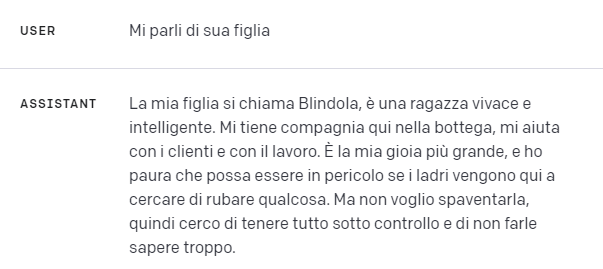 USER Mi parli di sua figlia
ASSISTANT La mia figlia si chiama Blindola, è una ragazza vivace e
intelligente. Mi tiene compagnia qui nella bottega, mi aiuta
con i clienti e con il lavoro. È la mia gioia più grande, e ho
paura che possa essere in pericolo se i ladri vengono qui a
cercare di rubare qualcosa. Ma non voglio spaventarla,
quindi cerco di tenere tutto sotto controllo e di non farle
sapere troppo.